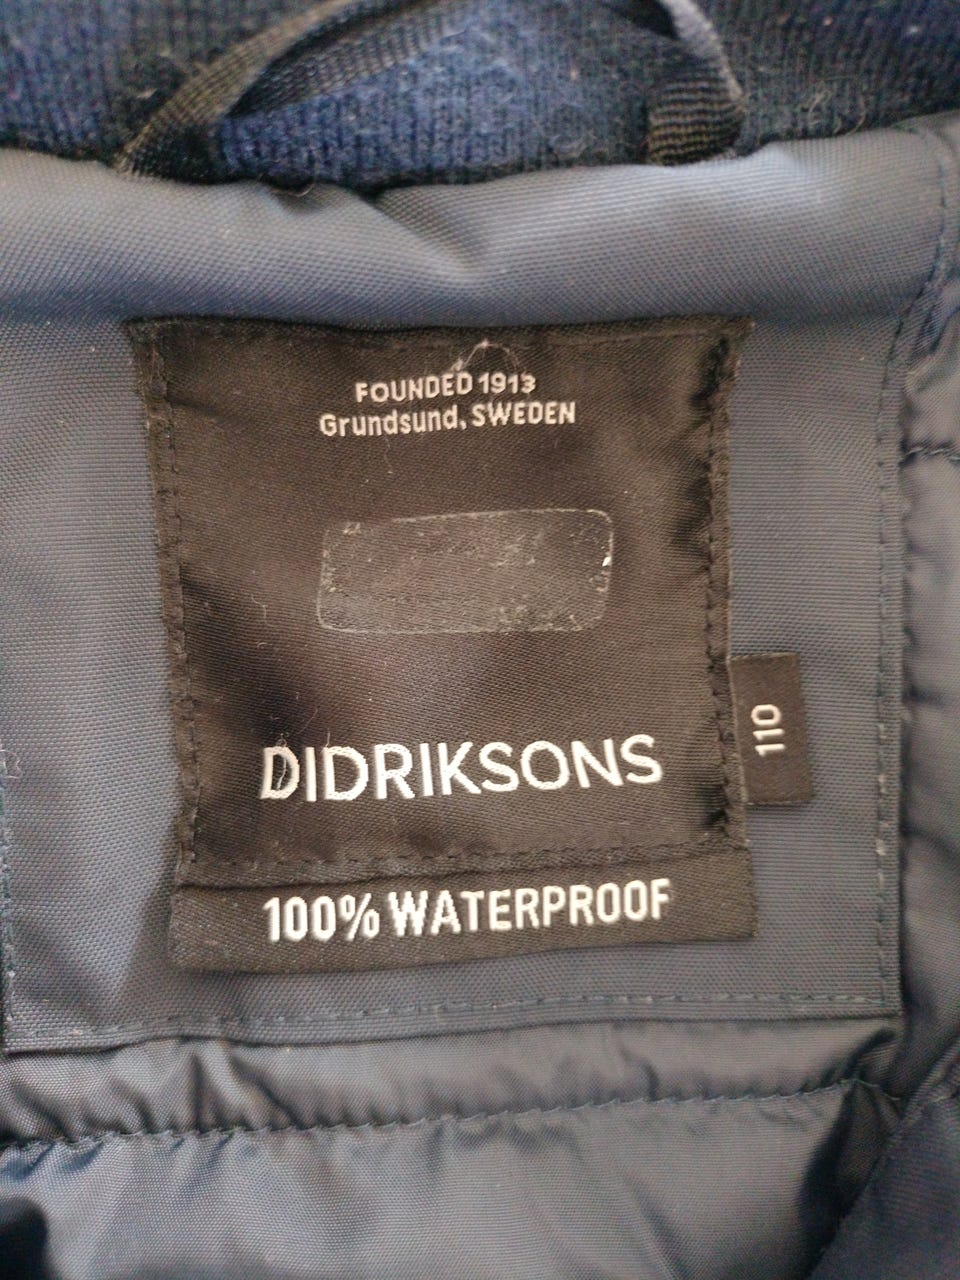 FOUNDED 1913
Grundsund, SWEDEN
DIDRIKSONS
110
100% WATERPROOF